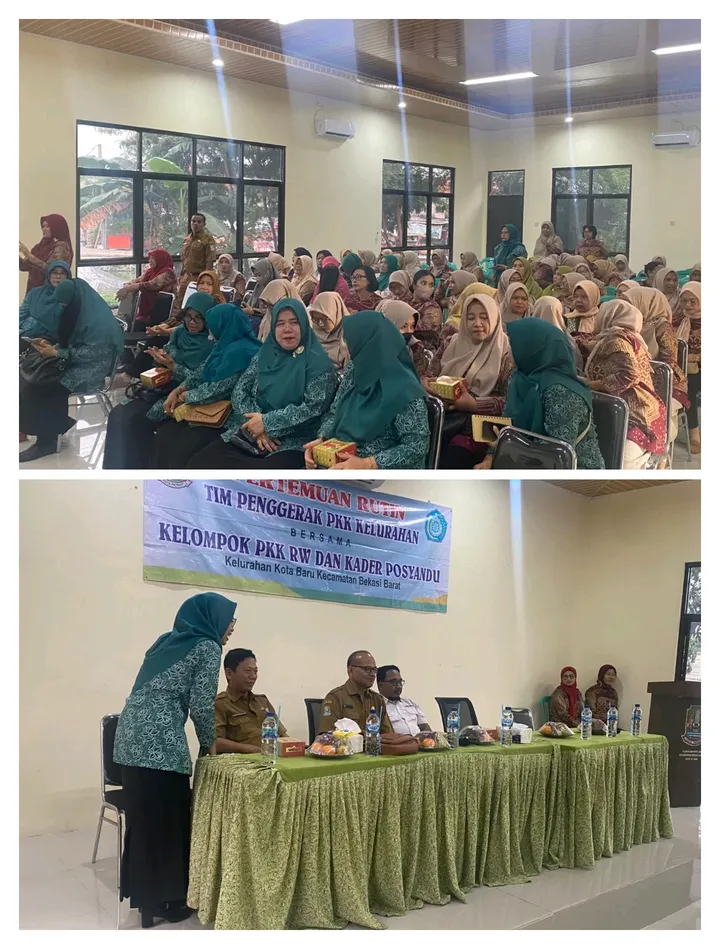 PERTEMUAN RUTIN
TIM PENGGERAK PKK KELURAHAN
BERSAMA
KELOMPOK PKK RW DAN KADER POSYANDU
Kelurahan Kota Baru Kecamatan Bekasi Barat